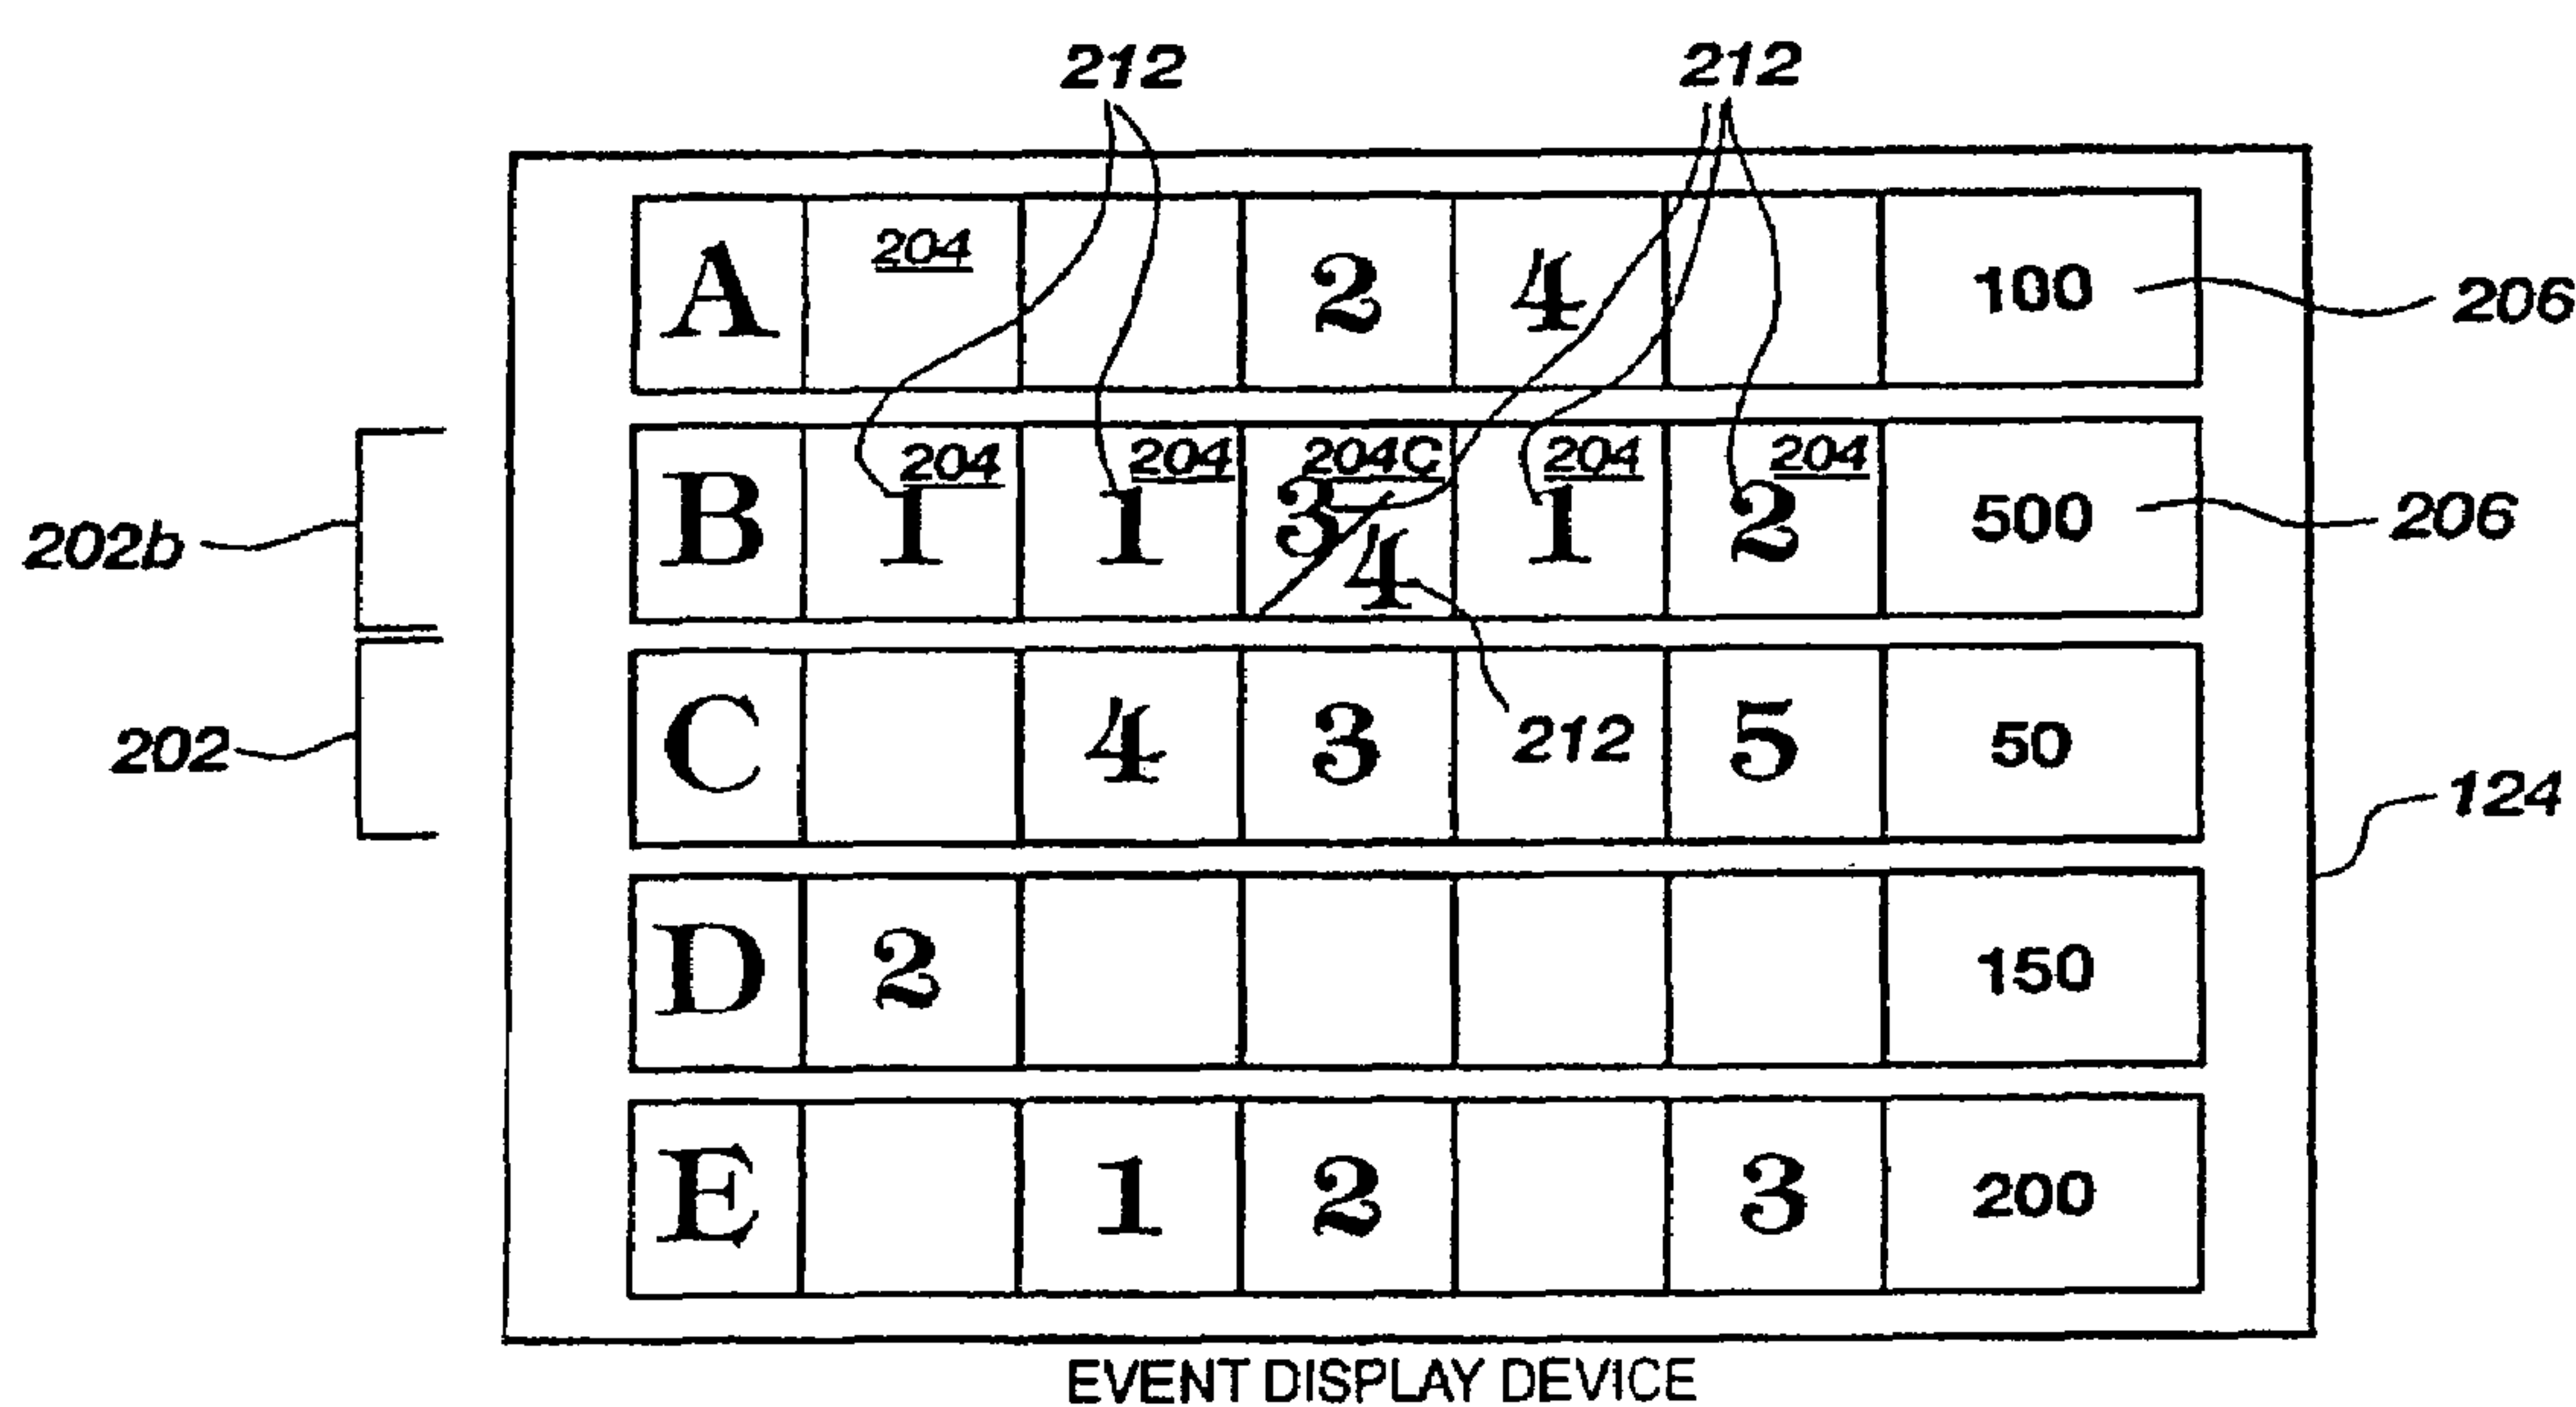 212 212
A 204 2 4 100 206
B 204 1 204 1 204C 3 4 204 1 204 2 500 206
202b
C 4 3 212 5 50
202
124
D 2 150
E 1 2 3 200
EVENT DISPLAY DEVICE